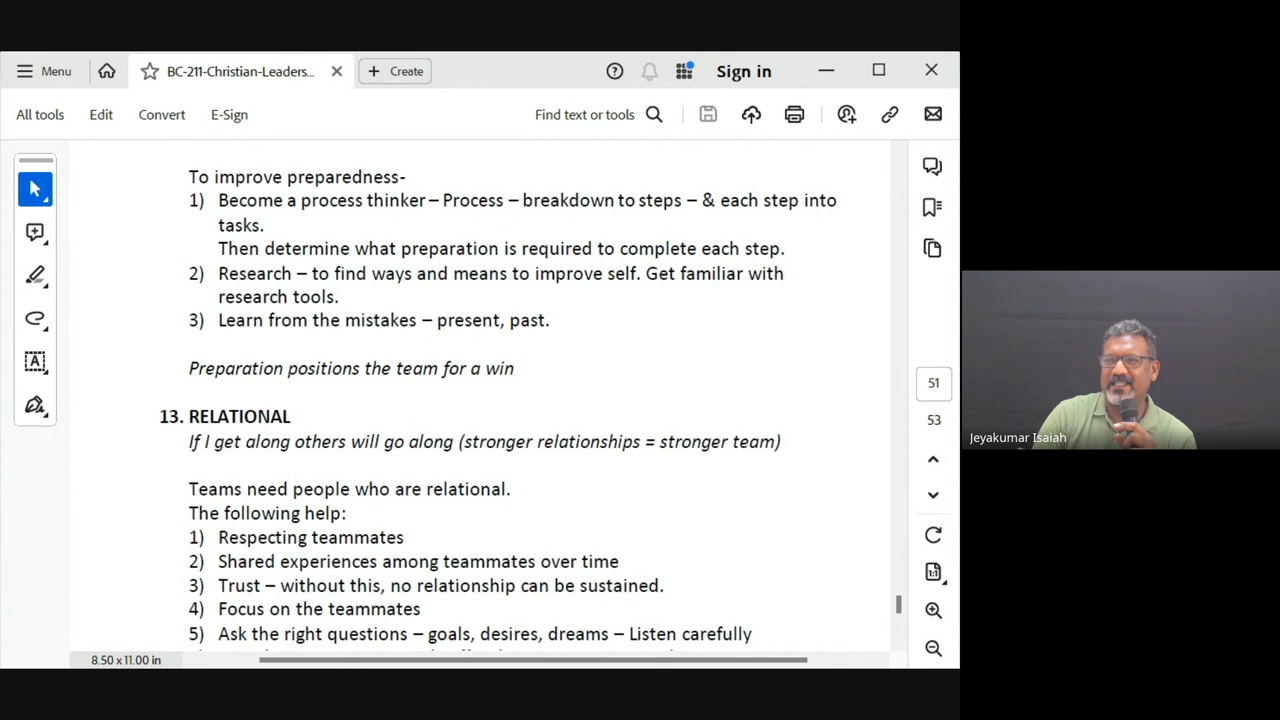 Menu
BC-211-Christian-Leaders...
Create
Sign in
All tools
Edit
Convert
E-Sign
Find text or tools
To improve preparedness-
1) Become a process thinker – Process – breakdown to steps – & each step into
tasks.
Then determine what preparation is required to complete each step.
2) Research – to find ways and means to improve self. Get familiar with
research tools.
3) Learn from the mistakes – present, past.
Preparation positions the team for a win
13. RELATIONAL
If I get along others will go along (stronger relationships = stronger team)
Teams need people who are relational.
The following help:
1) Respecting teammates
2) Shared experiences among teammates over time
3) Trust – without this, no relationship can be sustained.
4) Focus on the teammates
5) Ask the right questions – goals, desires, dreams – Listen carefully
8.50 x 11.00 in
51
53
Jeyakumar Isaiah